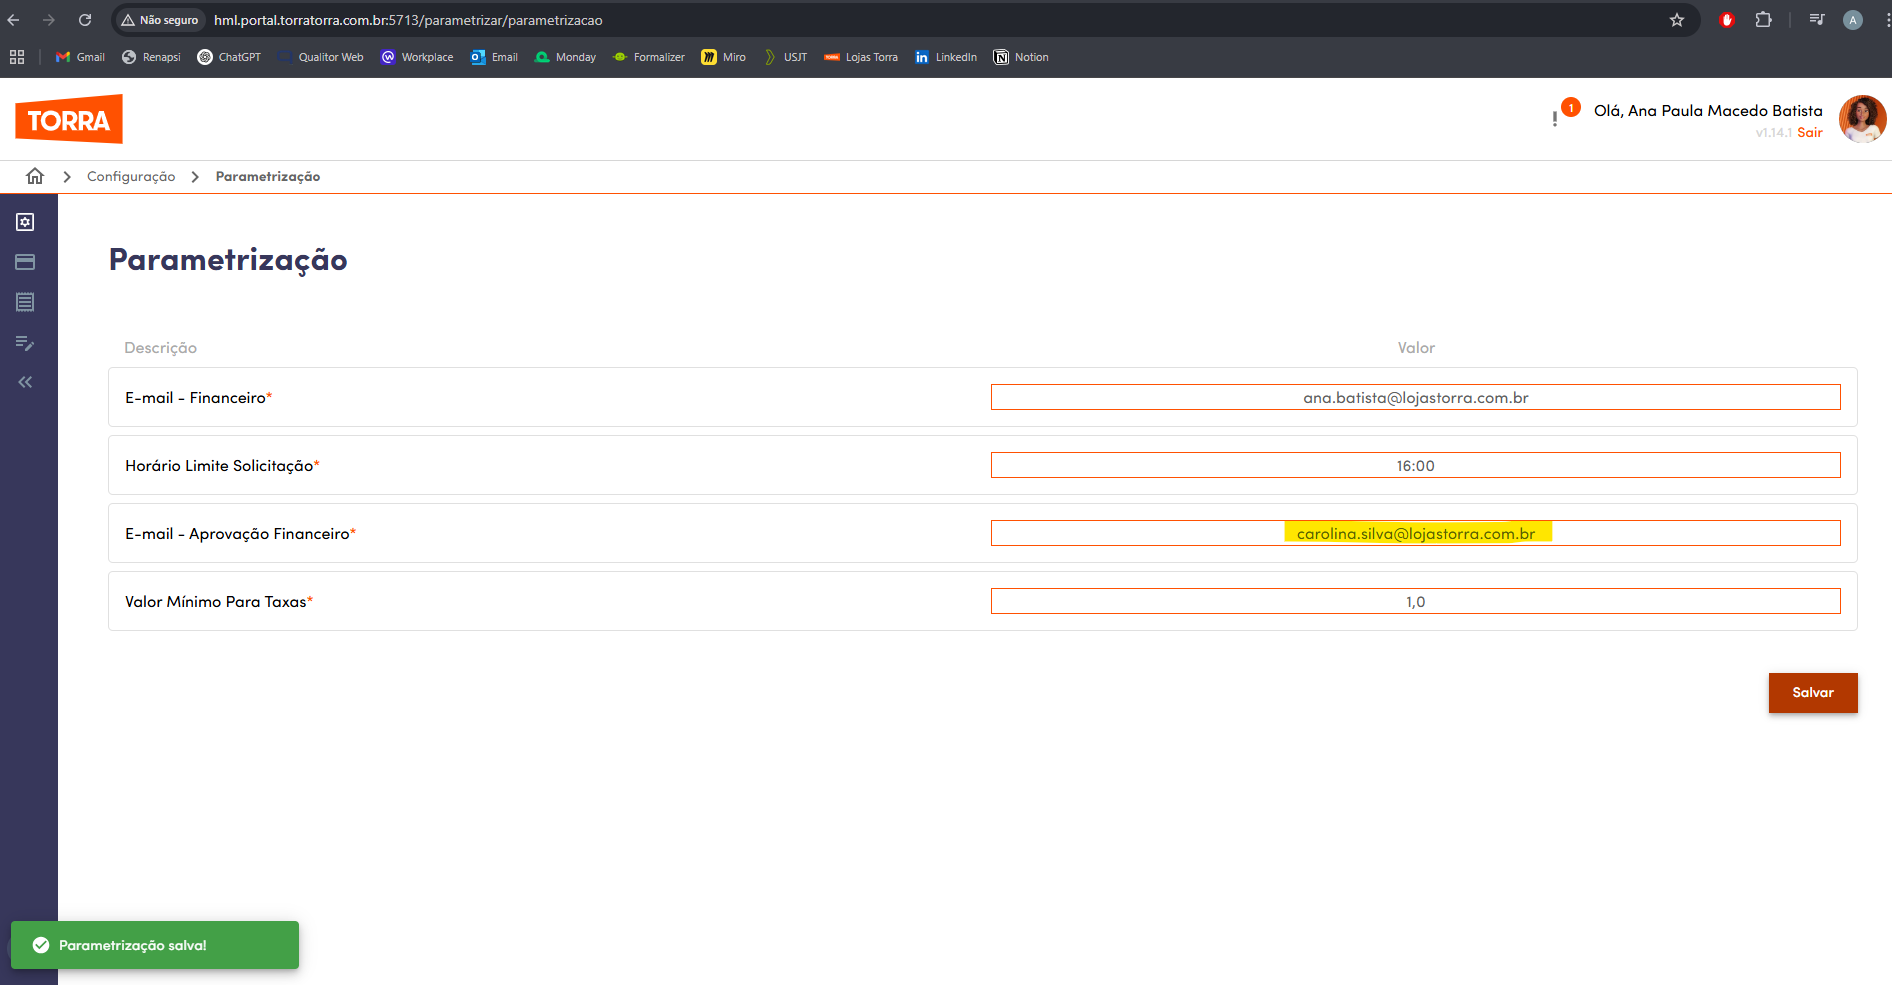 Não seguro
hml.portal.torratorra.com.br:5713/parametrizar/parametrizacao
A
Gmail
Renapsi
ChatGPT
Qualitor Web
Workplace
Email
Monday
Formalizer
Miro
USJT
Lojas Torra
LinkedIn
Notion
TORRA
1
Olá, Ana Paula Macedo Batista
v1.14.1 Sair
Configuração
Parametrização
Parametrização
Descrição Valor
E-mail - Financeiro* ana.batista@lojastorra.com.br
Horário Limite Solicitação* 16:00
E-mail - Aprovação Financeiro* carolina.silva@lojastorra.com.br
Valor Mínimo Para Taxas* 1,0
Salvar
Parametrização salva!